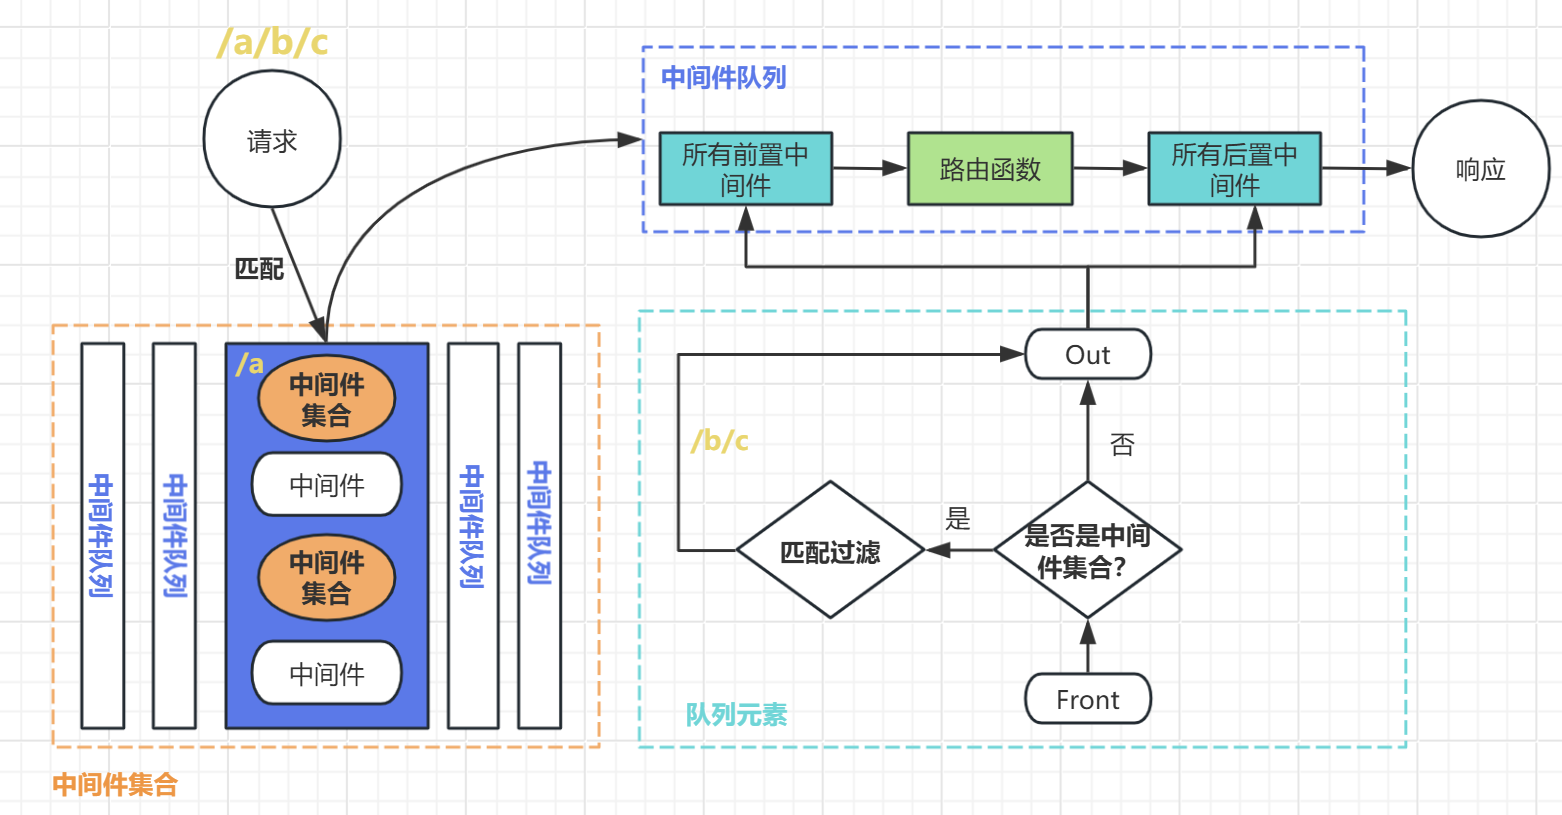 /a/b/c
请求
匹配
中间件队列
所有前置中
间件
路由函数
所有后置中
间件
响应
中间件队列
中间件队列
/a
中间件
集合
中间件
中间件
集合
中间件
中间件队列
中间件队列
中间件集合
Out
/b/c
否
匹配过滤
是
是否是中间
件集合?
Front
队列元素